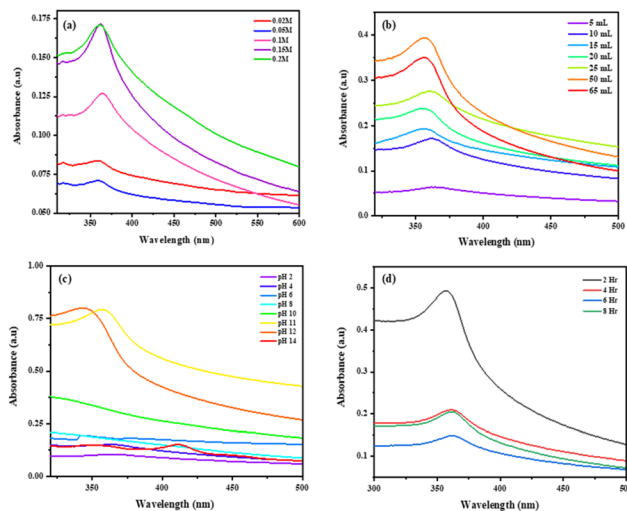 (a)
0.02M
0.05M
0.1M
0.15M
0.2M
Absorbance (a.u)
0.175
0.150
0.125
0.100
0.075
0.050
350 400 450 500 550 600
Wavelength (nm)
(b)
5 mL
10 mL
15 mL
20 mL
25 mL
50 mL
65 mL
Absorbance (a.u)
0.4
0.3
0.2
0.1
0.0
350 400 450 500
Wavelength (nm)
(c)
pH 2
pH 4
pH 6
pH 8
pH 10
pH 11
pH 12
pH 14
Absorbance (a.u)
1.00
0.75
0.50
0.25
0.00
350 400 450 500
Wavelength (nm)
(d)
2 Hr
4 Hr
6 Hr
8 Hr
Absorbance (a.u)
0.5
0.4
0.3
0.2
0.1
300 350 400 450 500
Wavelength (nm)